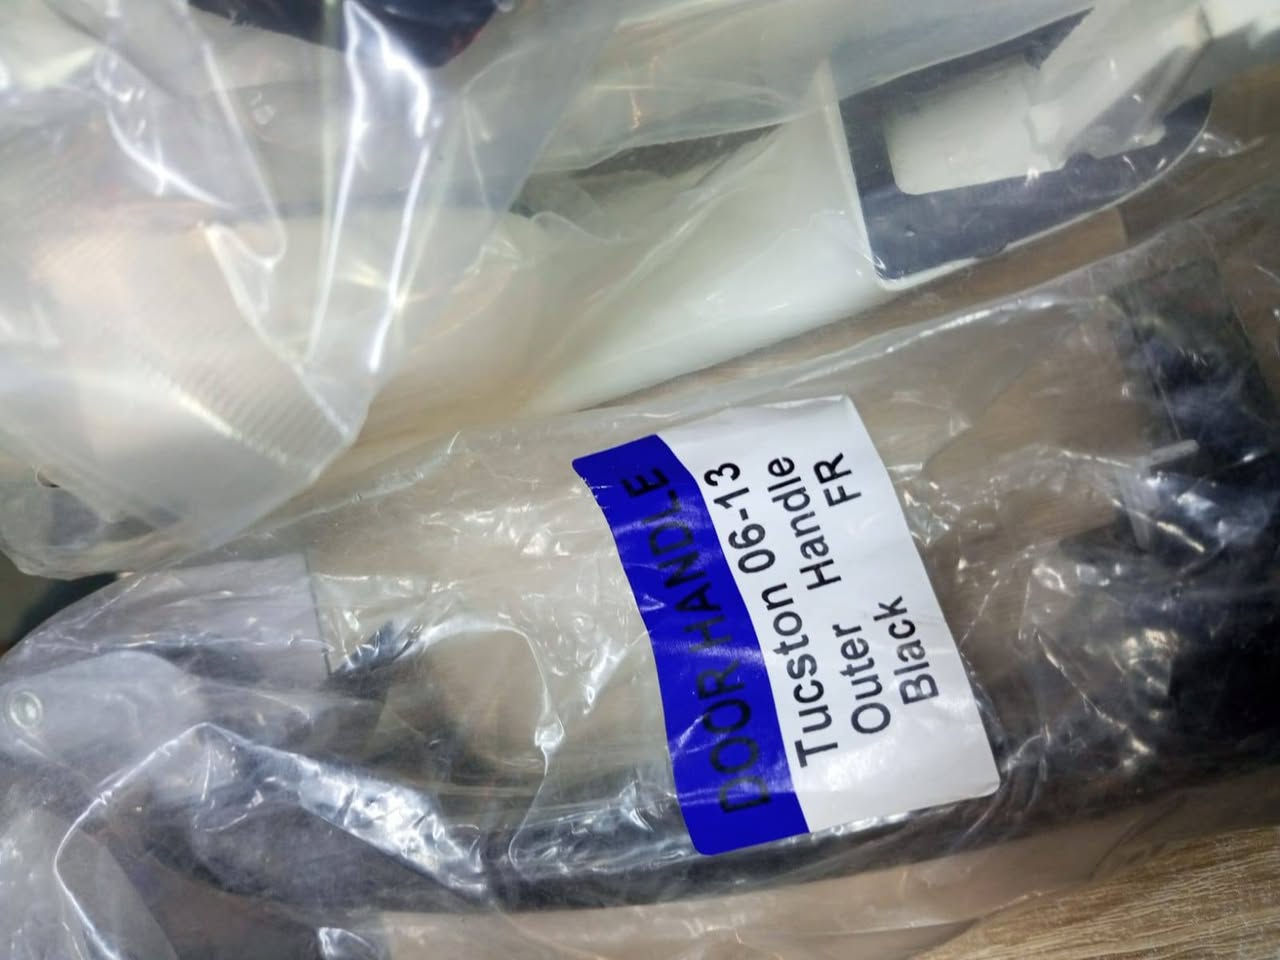 DOOR HANDLE
Tucston 06-13
Outer Handle
Black FR